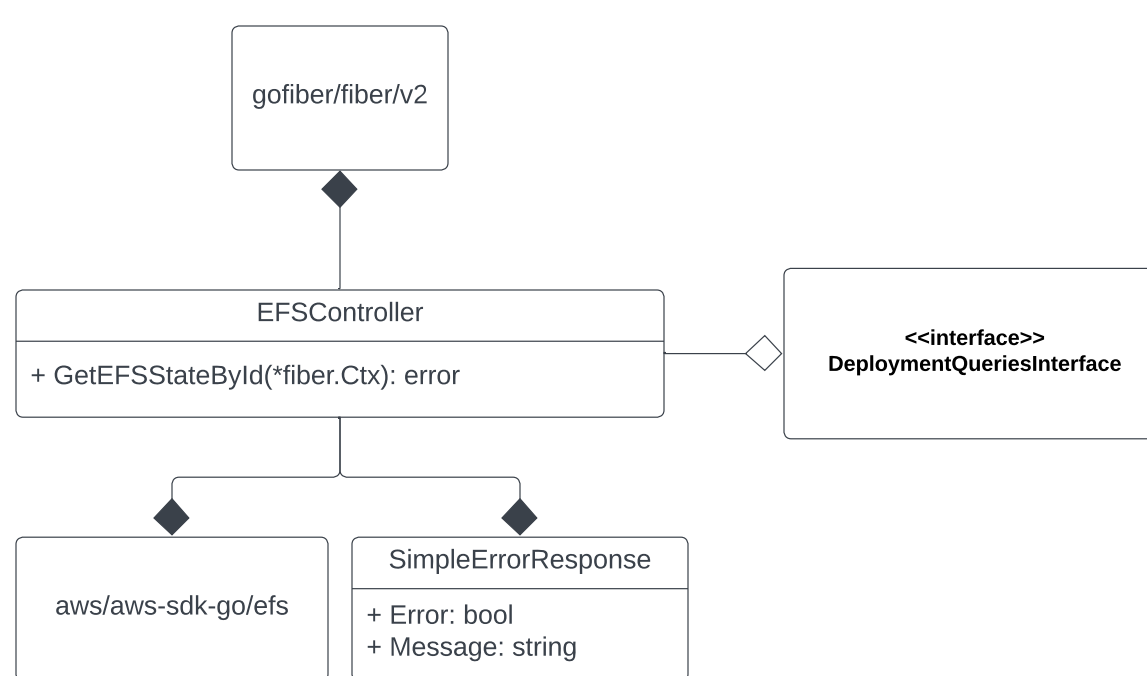 gofiber/fiber/v2
EFSController
+ GetEFSStateById(*fiber.Ctx): error
<<interface>>
DeploymentQueriesInterface
aws/aws-sdk-go/efs
SimpleErrorResponse
+ Error: bool
+ Message: string